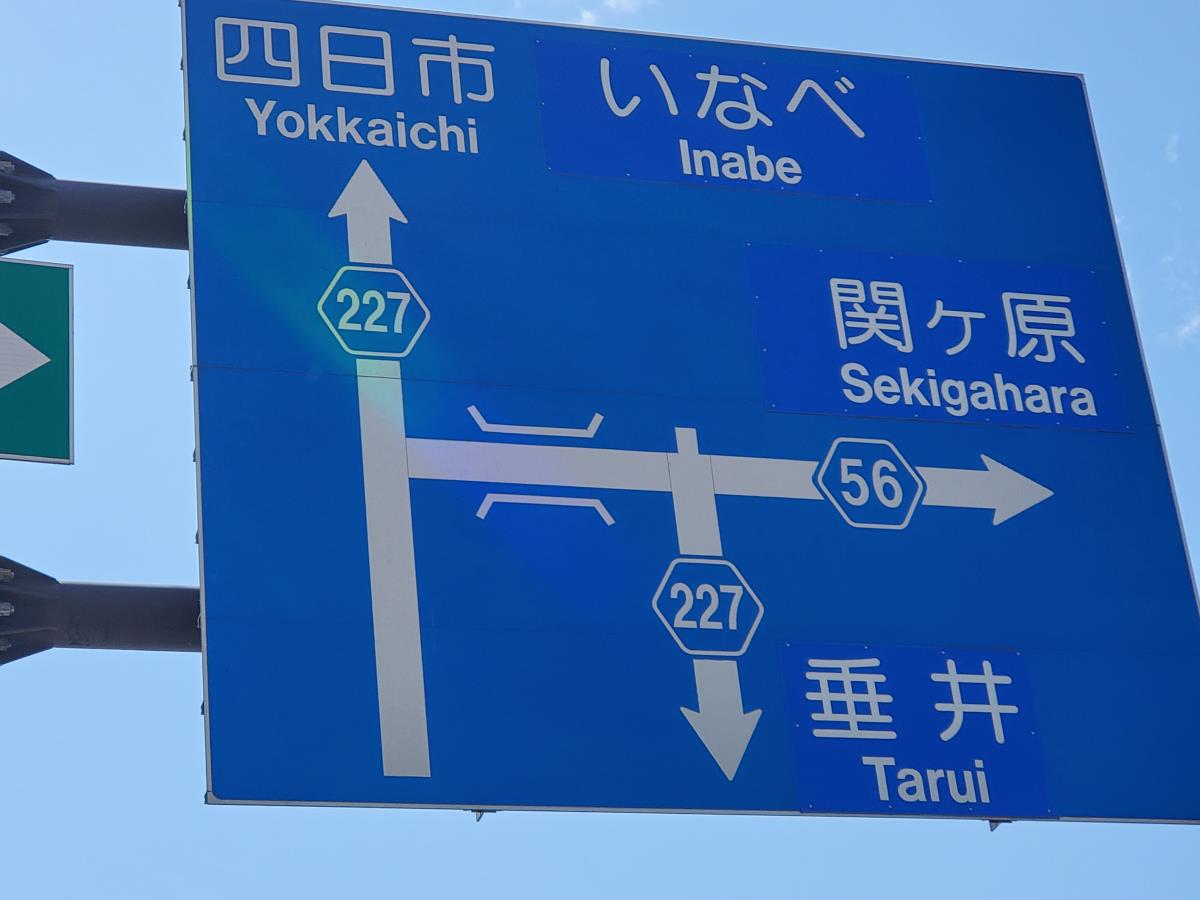 四日市
Yokkaichi
いなべ
Inabe
227
関ヶ原
Sekigahara
56
227
垂井
Tarui